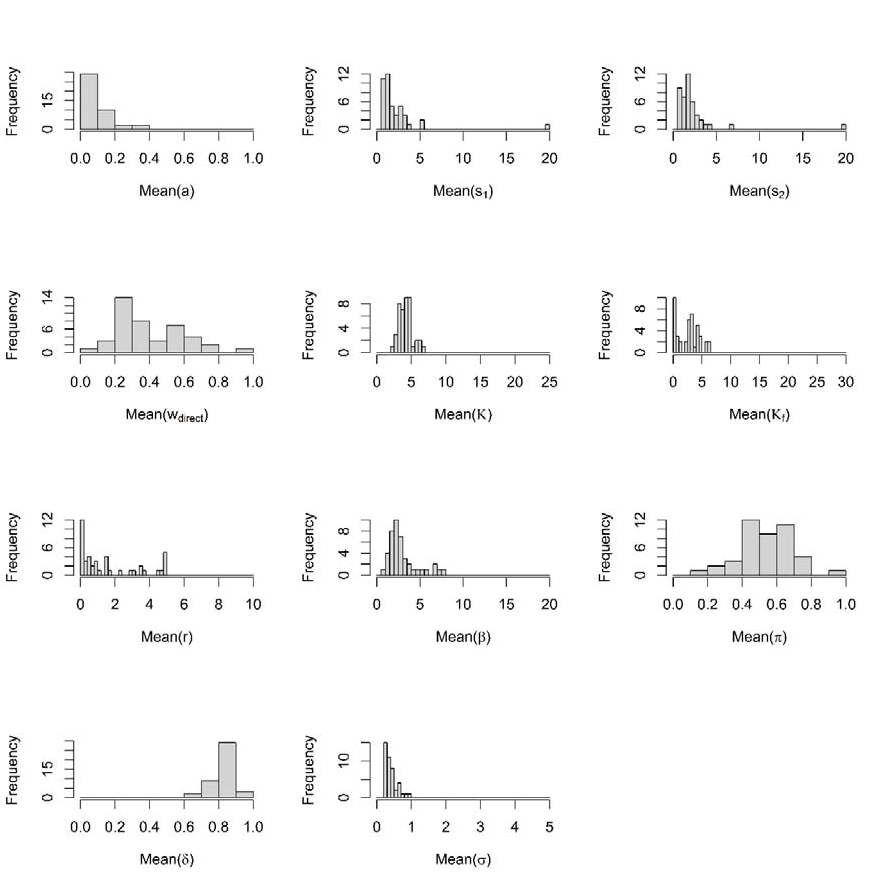 Frequency
15
0
0.0 0.2 0.4 0.6 0.8 1.0
Mean(a)
Frequency
12
6
0
0 5 10 15 20
Mean(s1)
Frequency
12
6
0
0 5 10 15 20
Mean(s2)
Frequency
14
6
0
0.0 0.2 0.4 0.6 0.8 1.0
Mean(wdirect)
Frequency
8
4
0
0 5 10 15 20 25
Mean(K)
Frequency
8
4
0
0 5 10 15 20 25 30
Mean(Kf)
Frequency
12
6
0
0 2 4 6 8 10
Mean(r)
Frequency
8
4
0
0 5 10 15 20
Mean(β)
Frequency
12
6
0
0.0 0.2 0.4 0.6 0.8 1.0
Mean(π)
Frequency
15
0
0.0 0.2 0.4 0.6 0.8 1.0
Mean(δ)
Frequency
10
0
0 1 2 3 4 5
Mean(σ)